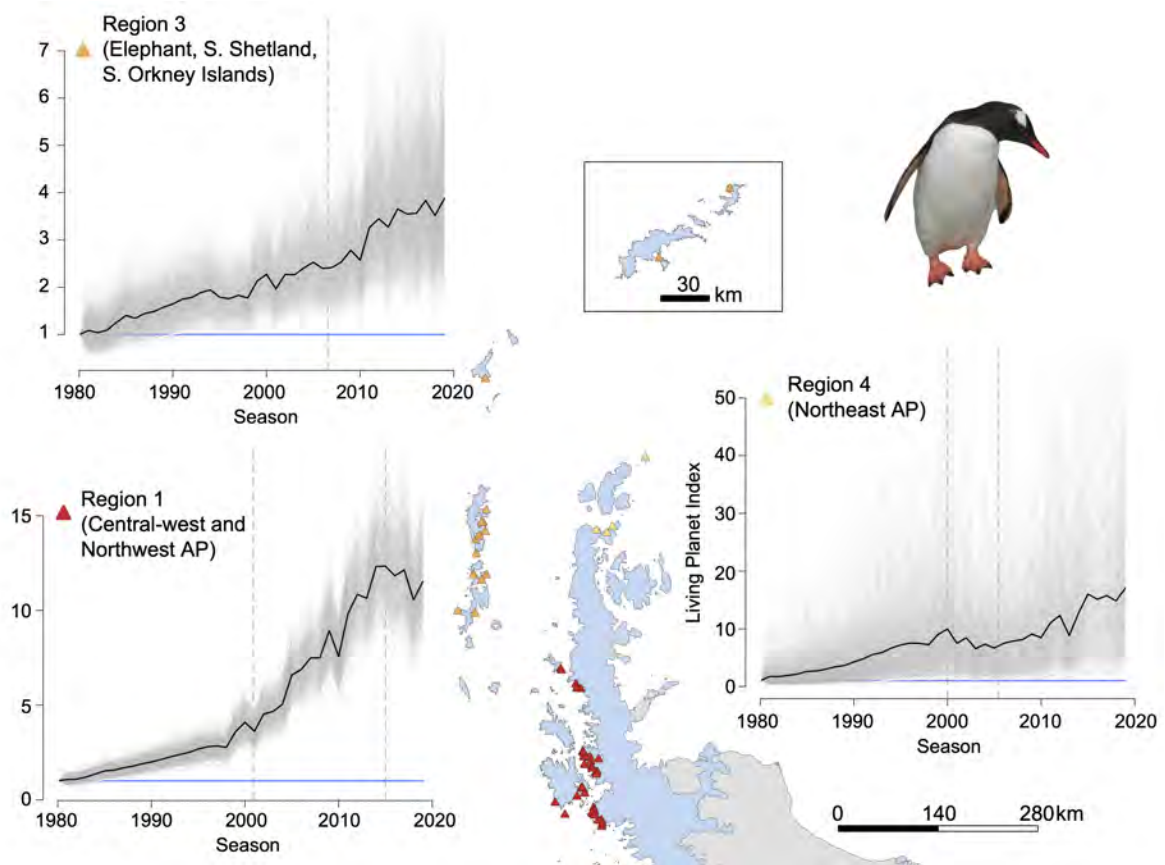 Region 3
(Elephant, S. Shetland,
S. Orkney Islands)
7
6
5
4
3
2
1
1980 1990 2000 2010 2020
Season
30
km
Region 4
(Northeast AP)
Living Planet Index
50
40
30
20
10
0
1980 1990 2000 2010 2020
Season
Region 1
(Central-west and
Northwest AP)
15
10
5
0
1980 1990 2000 2010 2020
Season
0 140 280km